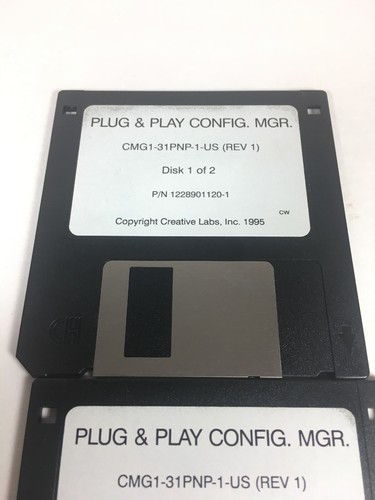 PLUG & PLAY CONFIG. MGR.
CMG1-31PNP-1-US (REV 1)
Disk 1 of 2
P/N 1228901120-1
CW
Copyright Creative Labs, Inc. 1995
PLUG & PLAY CONFIG. MGR.
CMG1-31PNP-1-US (REV 1)